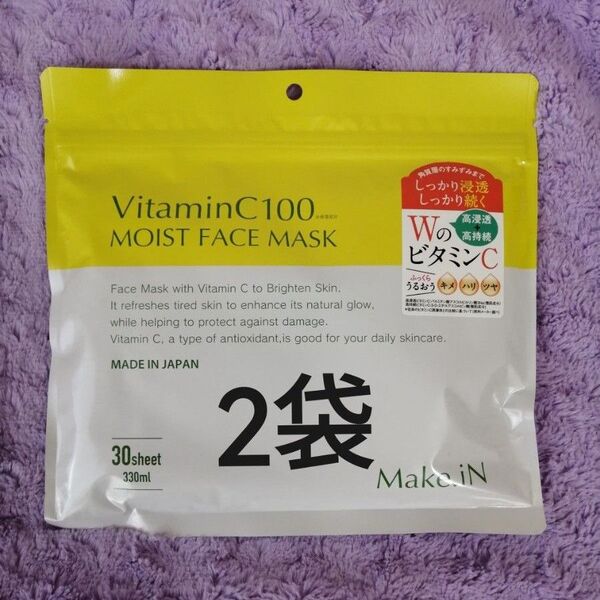 VitaminC100
MOIST FACE MASK
Face Mask with Vitamin C to Brighten Skin.
It refreshes tired skin to enhance its natural glow,
while helping to protect against damage.
Vitamin C, a type of antioxidant,is good for your daily skincare.
MADE IN JAPAN
2袋
30sheet
330ml
Make.iN
角質層のすみずみまで
しっかり浸透
しっかり続く
Wの
高浸透
+
高持続
ビタミンC
ふっくら
うるおう
キメ ハリ ツヤ